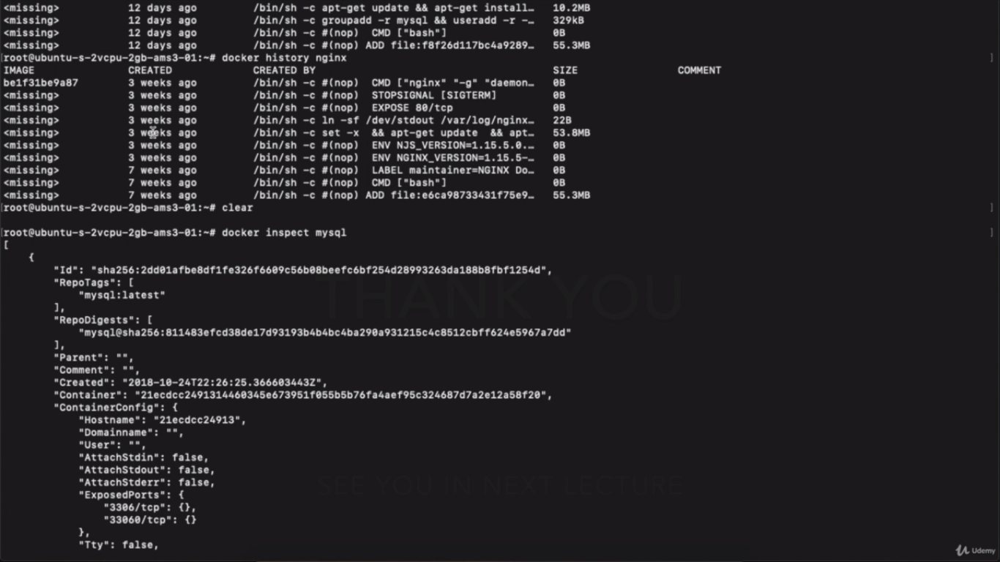 <missing>              12 days ago         /bin/sh -c apt-get update && apt-get install…   10.2MB
<missing>              12 days ago         /bin/sh -c groupadd -r mysql && useradd -r -…   329kB
<missing>              12 days ago         /bin/sh -c #(nop)  CMD ["bash"]                 0B
<missing>              12 days ago         /bin/sh -c #(nop) ADD file:f8f26d117bc4a9289…   55.3MB
[root@ubuntu-s-2vcpu-2gb-ams3-01:~# docker history nginx ]
IMAGE               CREATED             CREATED BY                                      SIZE                COMMENT
be1f31be9a87        3 weeks ago         /bin/sh -c #(nop)  CMD ["nginx" "-g" "daemon…   0B
<missing>           3 weeks ago         /bin/sh -c #(nop)  STOPSIGNAL [SIGTERM]         0B
<missing>           3 weeks ago         /bin/sh -c #(nop)  EXPOSE 80/tcp                0B
<missing>           3 weeks ago         /bin/sh -c ln -sf /dev/stdout /var/log/nginx…   22B
<missing>           3 weeks ago         /bin/sh -c set -x  && apt-get update  && apt…   53.8MB
<missing>           3 weeks ago         /bin/sh -c #(nop)  ENV NJS_VERSION=1.15.5.0.…   0B
<missing>           3 weeks ago         /bin/sh -c #(nop)  ENV NGINX_VERSION=1.15.5-…   0B
<missing>           7 weeks ago         /bin/sh -c #(nop)  LABEL maintainer=NGINX Do…   0B
<missing>           7 weeks ago         /bin/sh -c #(nop)  CMD ["bash"]                 0B
<missing>           7 weeks ago         /bin/sh -c #(nop) ADD file:e6ca98733431f75e9…   55.3MB
[root@ubuntu-s-2vcpu-2gb-ams3-01:~# clear ]
[root@ubuntu-s-2vcpu-2gb-ams3-01:~# docker inspect mysql ]
[
    {
        "Id": "sha256:2dd01afbe8df1fe326f6609c56b08beefc6bf254d28993263da188b8fbf1254d",
        "RepoTags": [
            "mysql:latest"
        ],
THANK YOU
        "RepoDigests": [
            "mysql@sha256:811483efcd38de17d93193b4b4bc4ba290a931215c4c8512cbff624e5967a7dd"
        ],
        "Parent": "",
        "Comment": "",
        "Created": "2018-10-24T22:26:25.366603443Z",
        "Container": "21ecdcc2491314460345e673951f055b5b76fa4aef95c324687d7a2e12a58f20",
        "ContainerConfig": {
            "Hostname": "21ecdcc24913",
            "Domainname": "",
            "User": "",
            "AttachStdin": false,
            "AttachStdout": false,
            "AttachStderr": false,
SEE YOU IN NEXT LECTURE
            "ExposedPorts": {
                "3306/tcp": {},
                "33060/tcp": {}
            },
            "Tty": false,
Udemy